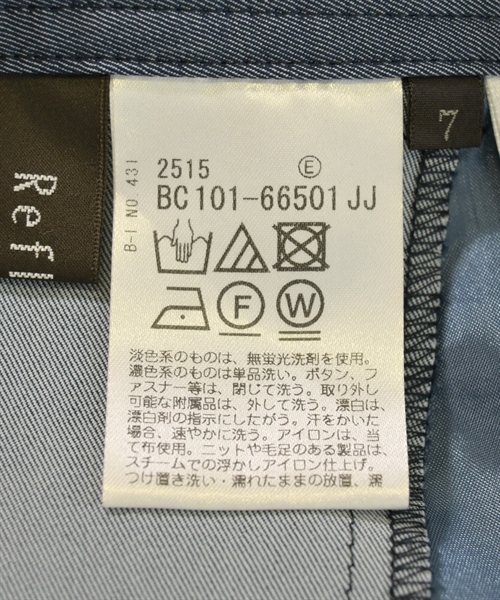 Refi
B-I NO.431
2515 Ⓔ
BC101-66501JJ
F W
淡色系のものは、無蛍光洗剤を使用。
濃色系のものは単品洗い。ボタン、フ
ァスナー等は、閉じて洗う。取り外し
可能な附属品は、外して洗う。漂白は、
漂白剤の指示にしたがう。汗をかいた
場合、速やかに洗う。アイロンは、当
て布使用。ニットや毛足のある製品は、
スチームでの浮かしアイロン仕上げ。
つけ置き洗い・濡れたままの放置、濡
7